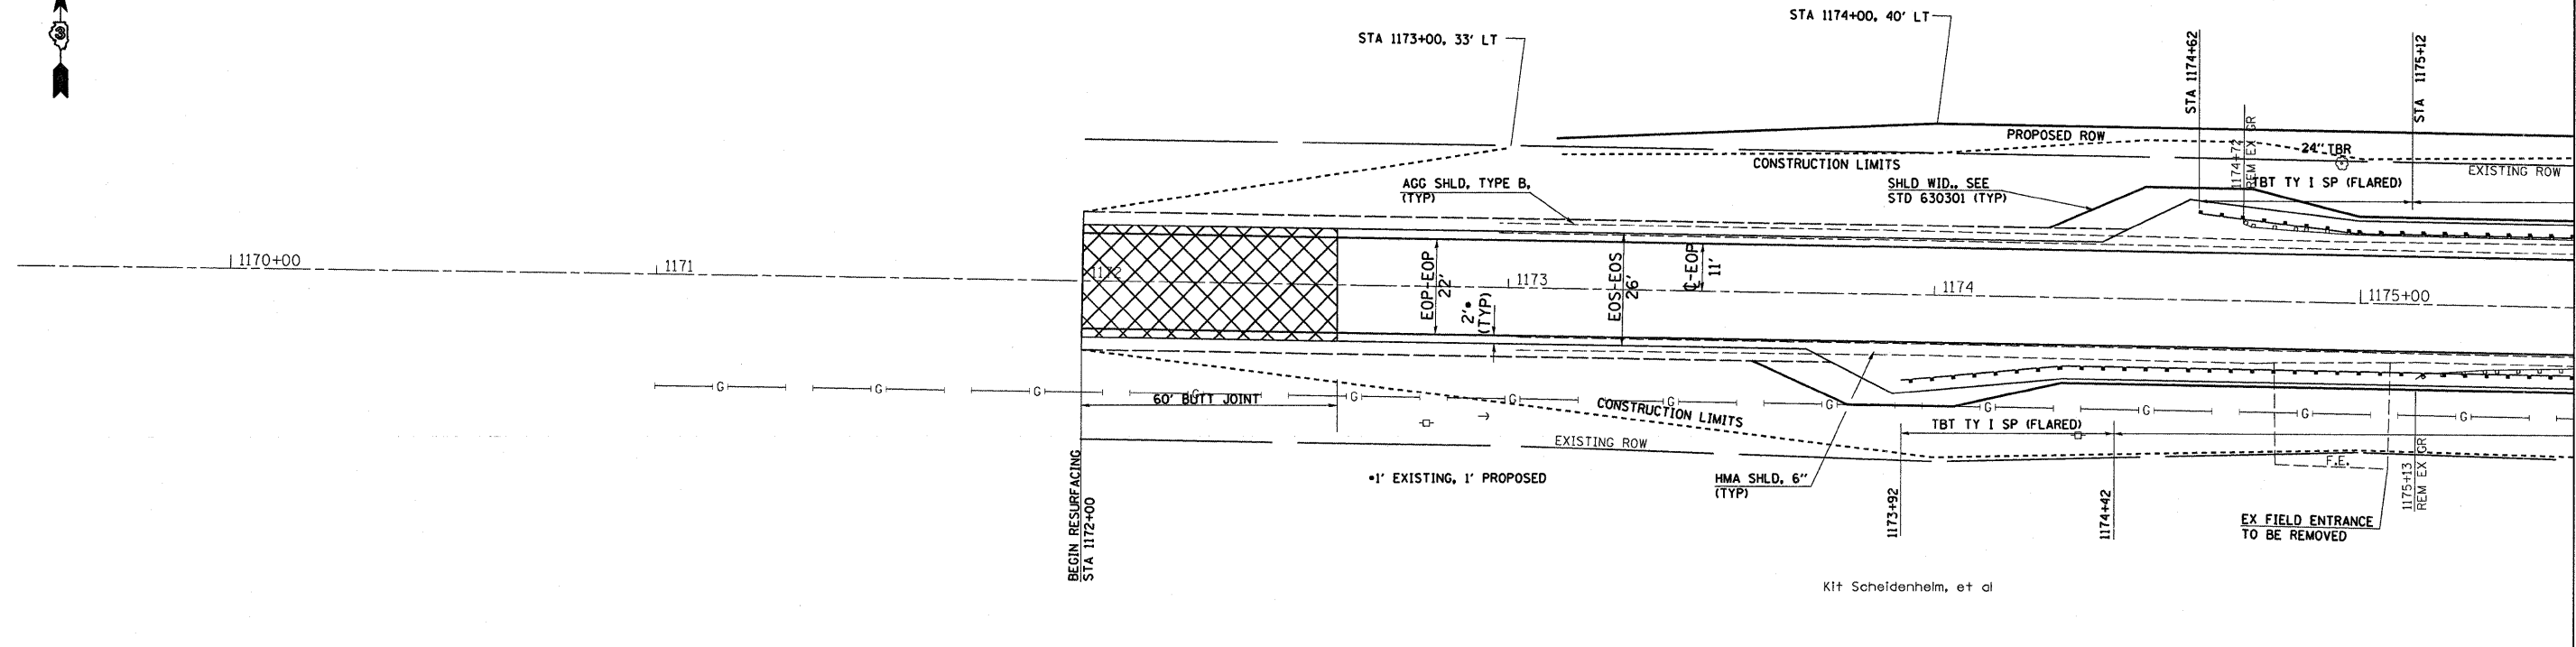 3
STA 1173+00, 33' LT
STA 1174+00, 40' LT
STA 1174+62
STA 1175+12
1174+72
REM EX GR
PROPOSED ROW
24" TBR
CONSTRUCTION LIMITS
EXISTING ROW
AGG SHLD, TYPE B,
(TYP)
SHLD WID., SEE
STD 630301 (TYP)
TBT TY I SP (FLARED)
1170+00
1171
1172
1173
1174
1175+00
EOP-EOP
22'
2'•
(TYP)
EOS-EOS
26'
℄-EOP
11'
G
G
G
G
G
G
G
G
G
G
G
G
60' BUTT JOINT
CONSTRUCTION LIMITS
EXISTING ROW
TBT TY I SP (FLARED)
F.E.
•1' EXISTING, 1' PROPOSED
HMA SHLD, 6"
(TYP)
BEGIN RESURFACING
STA 1172+00
1173+92
1174+42
1175+13
REM EX GR
EX FIELD ENTRANCE
TO BE REMOVED
Kit Scheidenhelm, et al